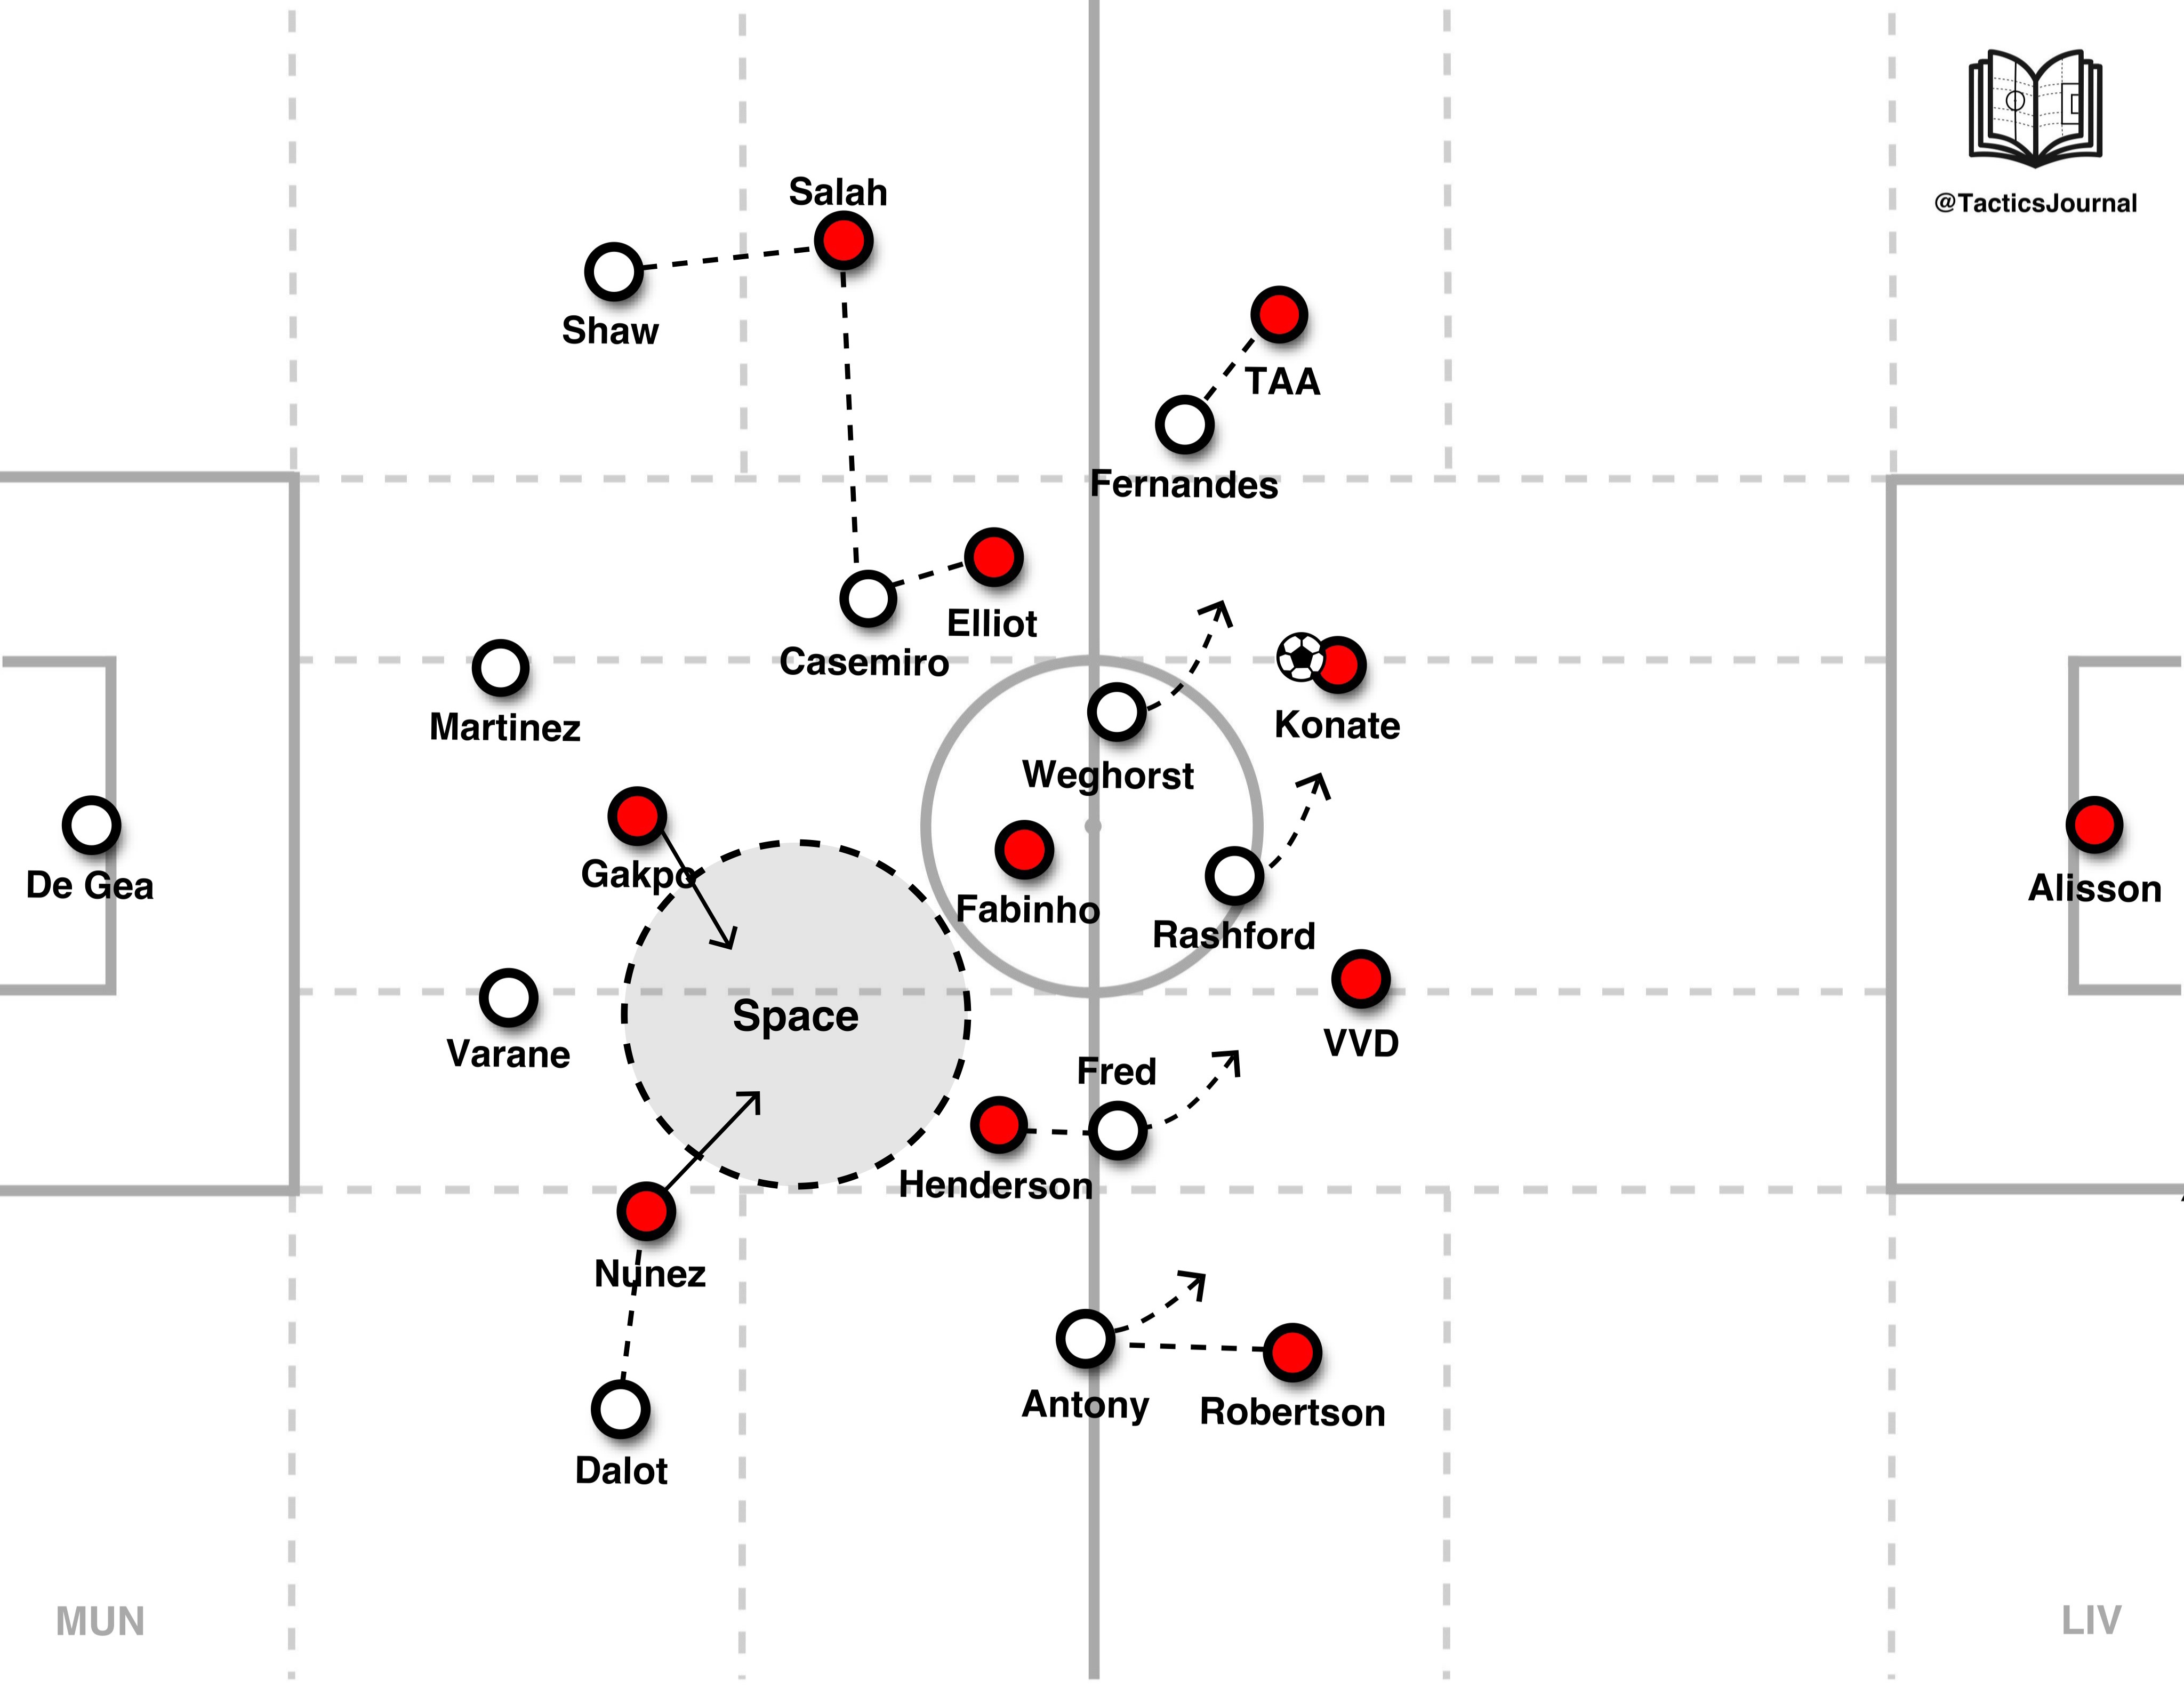 Salah
@TacticsJournal
Shaw
TAA
Fernandes
Elliot
Casemiro
Martinez
Konate
Weghorst
Gakpo
De Gea
Alisson
Fabinho
Rashford
Space
Varane
VVD
Fred
Henderson
Nunez
Antony
Robertson
Dalot
MUN
LIV